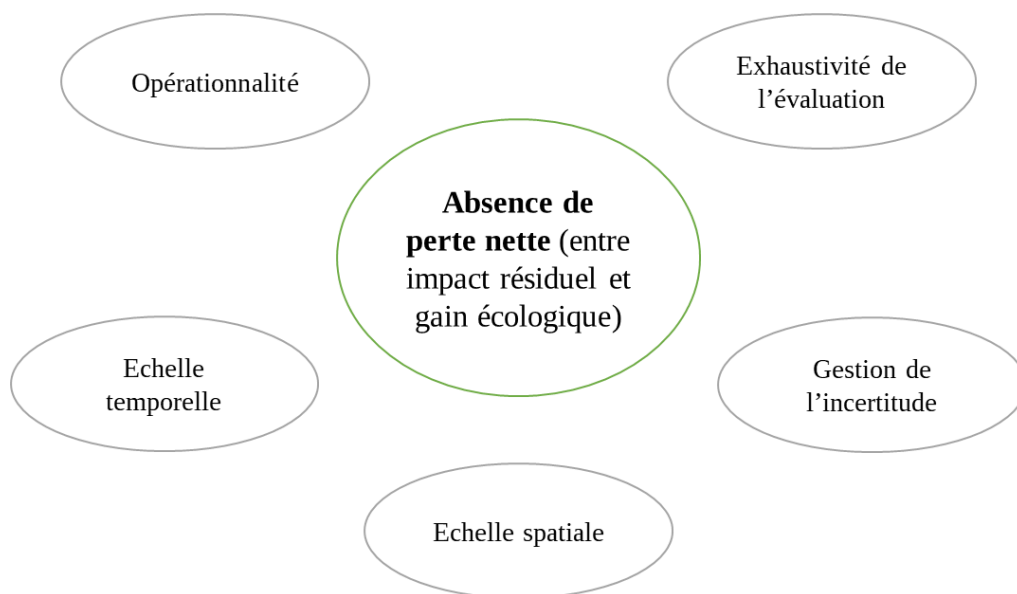 Opérationnalité
Exhaustivité de
l’évaluation
Absence de
perte nette (entre
impact résiduel et
gain écologique)
Echelle
temporelle
Gestion de
l’incertitude
Echelle spatiale